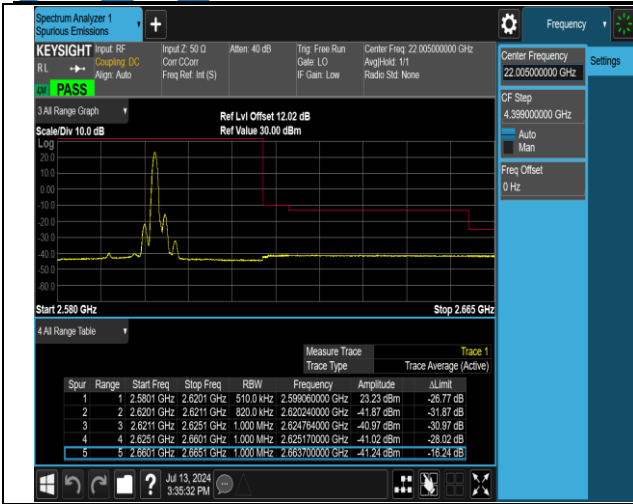 Spectrum Analyzer 1
Spurious Emissions
Frequency
KEYSIGHT Input: RF Input Z: 50 Ω Atten: 40 dB Trig: Free Run Center Freq: 22.005000000 GHz
RL Coupling: DC Corr CCorr Gate: LO Avg|Hold: 1/1
Align: Auto Freq Ref: Int (S) IF Gain: Low Radio Std: None
PASS
Center Frequency
22.005000000 GHz
Settings
CF Step
4.399000000 GHz
Auto
Man
Freq Offset
0 Hz
3 All Range Graph
Ref Lvl Offset 12.02 dB
Scale/Div 10.0 dB Ref Value 30.00 dBm
Log
20.0
10.0
0.00
-10.0
-20.0
-30.0
-40.0
-50.0
-60.0
Start 2.580 GHz Stop 2.665 GHz
4 All Range Table
Measure Trace Trace 1
Trace Type Trace Average (Active)
Spur Range Start Freq Stop Freq RBW Frequency Amplitude ΔLimit
1 1 2.5801 GHz 2.6201 GHz 510.0 kHz 2.599060000 GHz 23.23 dBm -26.77 dB
2 2 2.6201 GHz 2.6211 GHz 820.0 kHz 2.620240000 GHz -41.87 dBm -31.87 dB
3 3 2.6211 GHz 2.6251 GHz 1.000 MHz 2.624764000 GHz -40.97 dBm -30.97 dB
4 4 2.6251 GHz 2.6601 GHz 1.000 MHz 2.625170000 GHz -41.02 dBm -28.02 dB
5 5 2.6601 GHz 2.6651 GHz 1.000 MHz 2.663700000 GHz -41.24 dBm -16.24 dB
Jul 13, 2024
3:35:32 PM